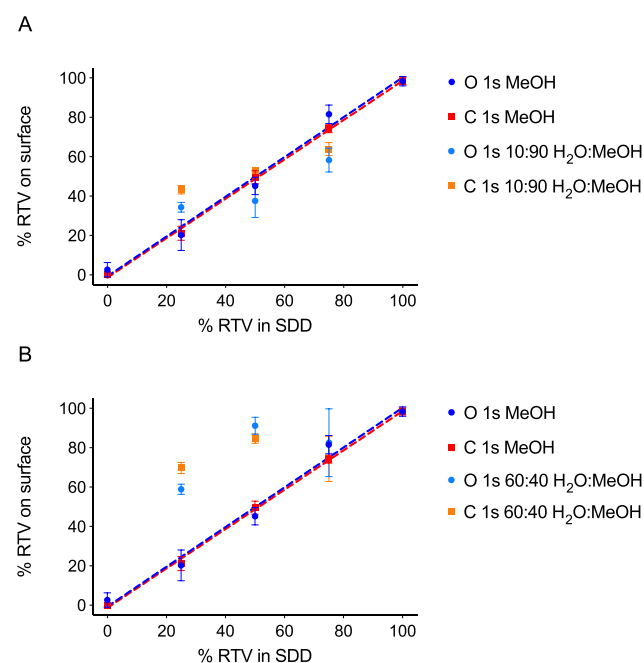 A
100
80
60
40
20
0
% RTV on surface
0 20 40 60 80 100
% RTV in SDD
O 1s MeOH
C 1s MeOH
O 1s 10:90 H₂O:MeOH
C 1s 10:90 H₂O:MeOH
B
100
80
60
40
20
0
% RTV on surface
0 20 40 60 80 100
% RTV in SDD
O 1s MeOH
C 1s MeOH
O 1s 60:40 H₂O:MeOH
C 1s 60:40 H₂O:MeOH